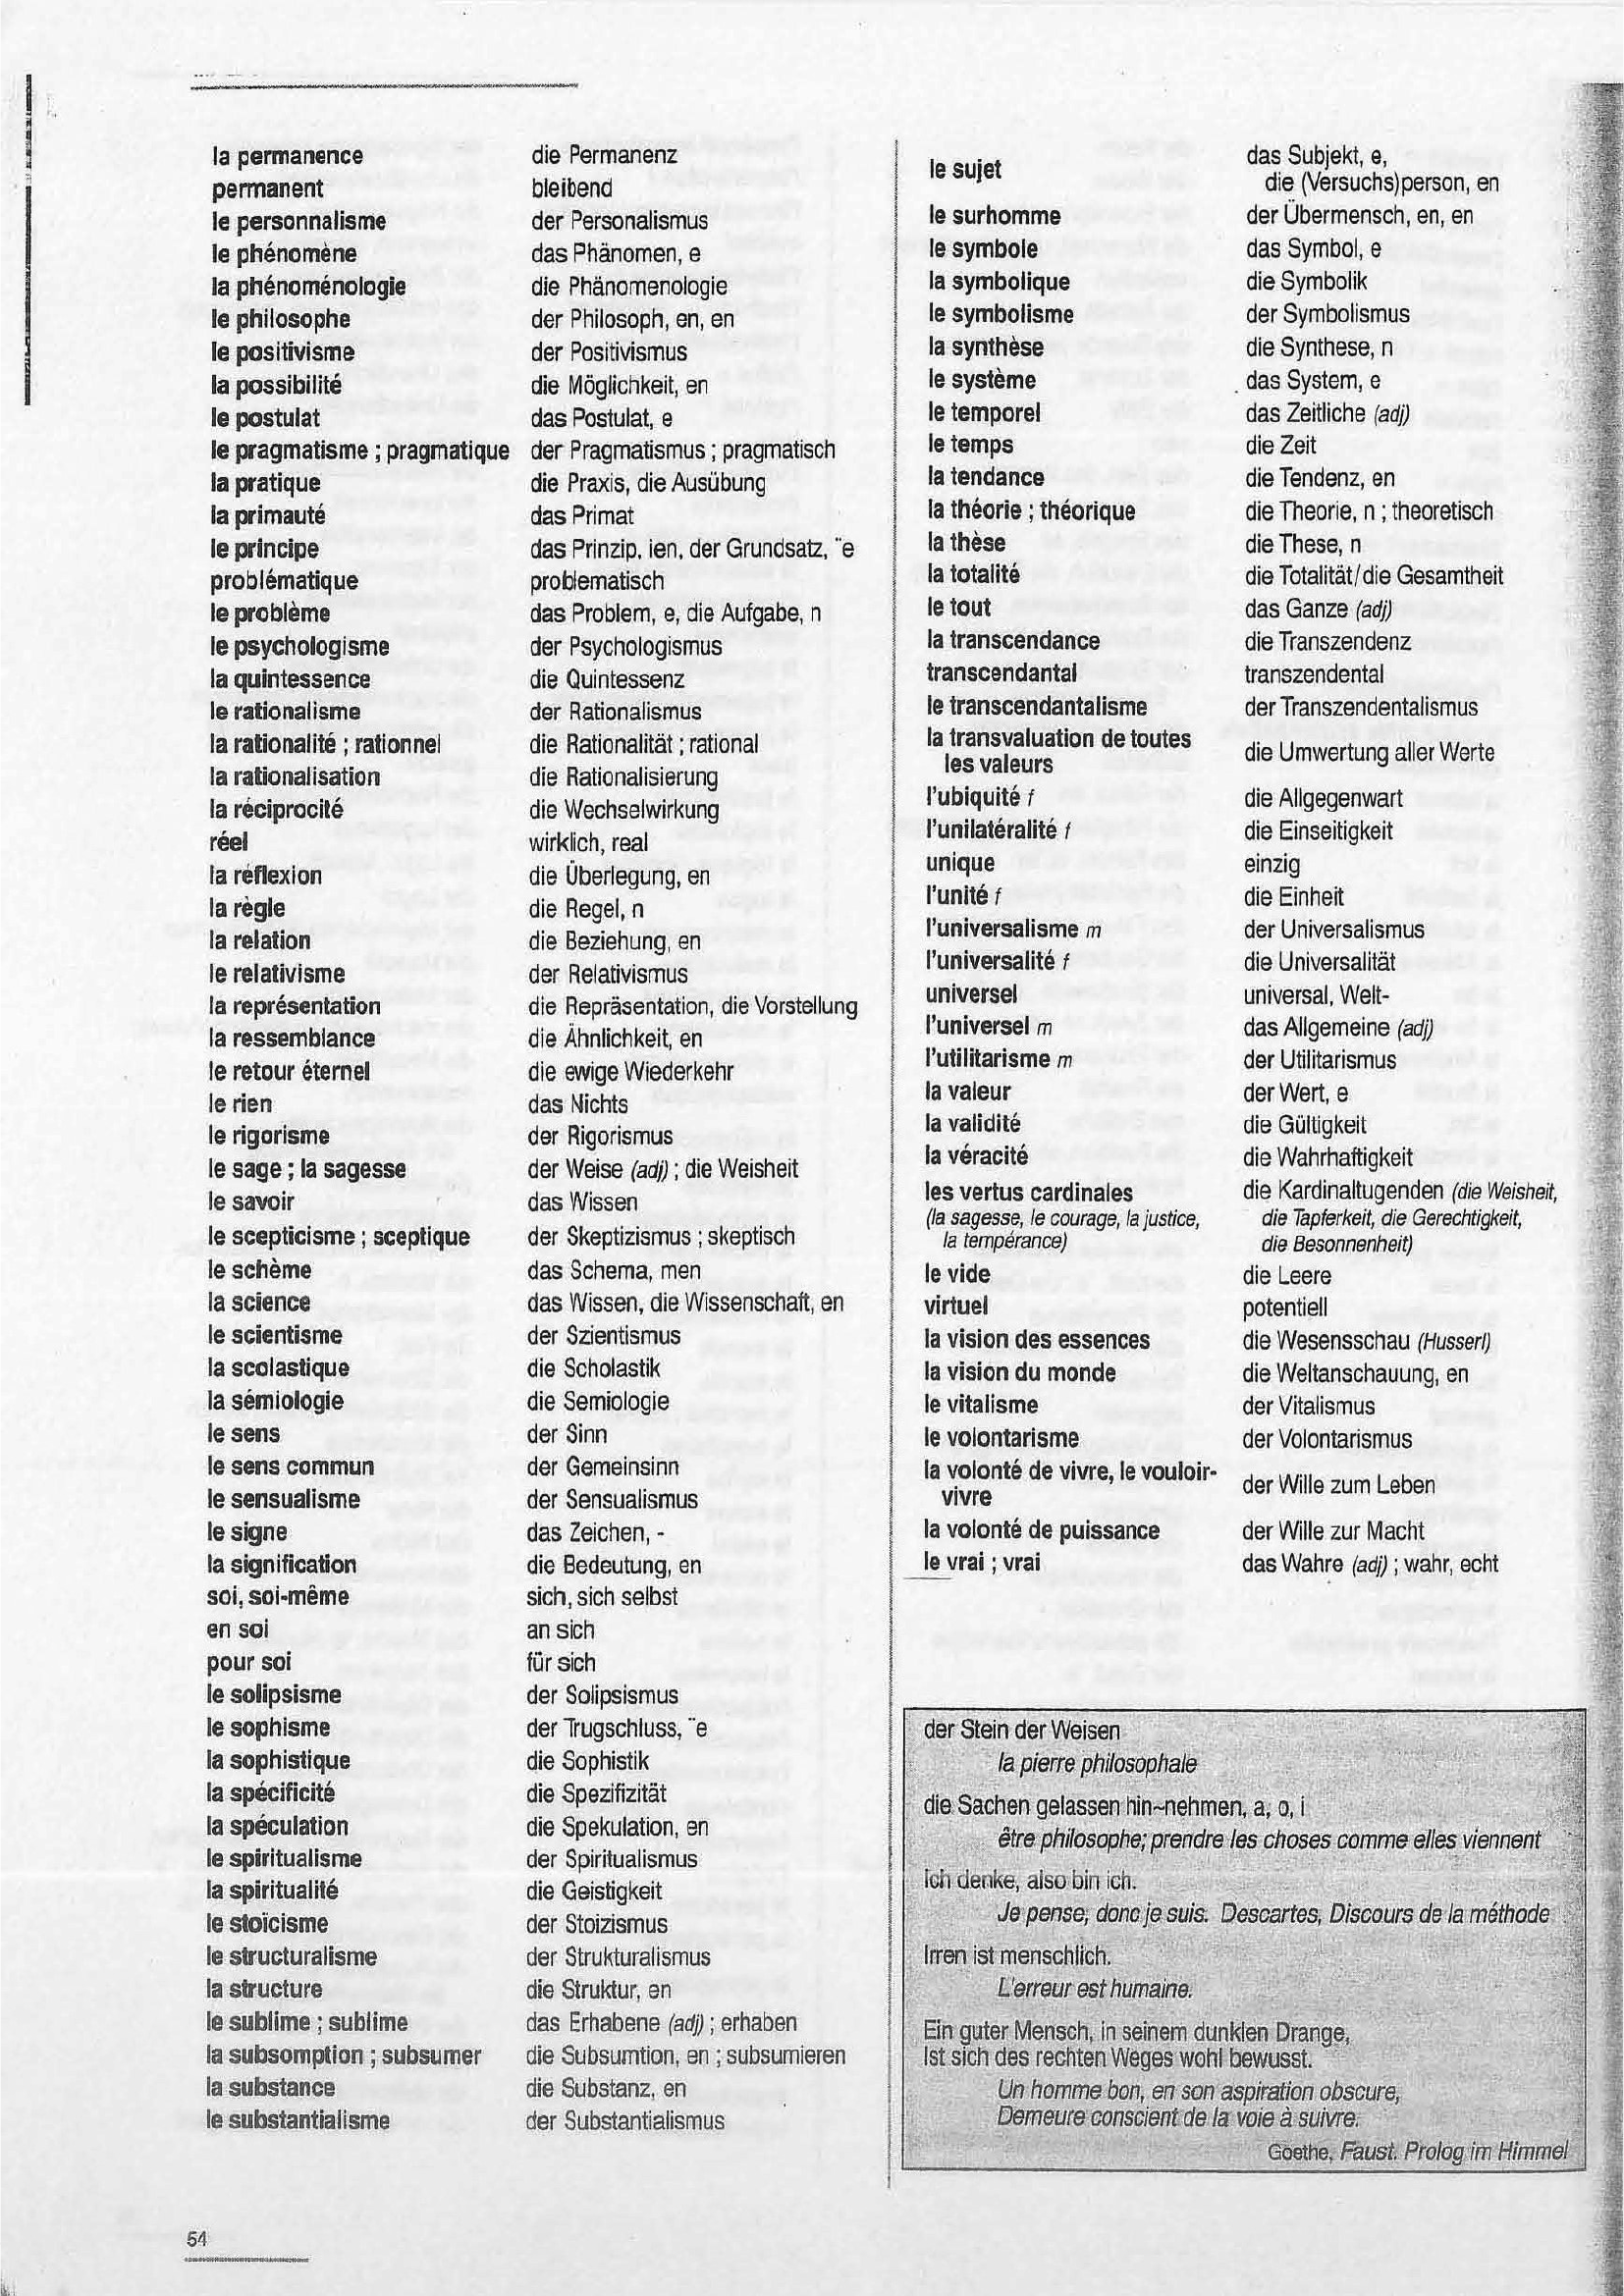 la permanence die Permanenz
permanent bleibend
le personnalisme der Personalismus
le phénomène das Phänomen, e
la phénoménologie die Phänomenologie
le philosophe der Philosoph, en, en
le positivisme der Positivismus
la possibilité die Möglichkeit, en
le postulat das Postulat, e
le pragmatisme ; pragmatique der Pragmatismus ; pragmatisch
la pratique die Praxis, die Ausübung
la primauté das Primat
le principe das Prinzip, ien, der Grundsatz, ¨e
problématique problematisch
le problème das Problem, e, die Aufgabe, n
le psychologisme der Psychologismus
la quintessence die Quintessenz
le rationalisme der Rationalismus
la rationalité ; rationnel die Rationalität ; rational
la rationalisation die Rationalisierung
la réciprocité die Wechselwirkung
réel wirklich, real
la réflexion die Überlegung, en
la règle die Regel, n
la relation die Beziehung, en
le relativisme der Relativismus
la représentation die Repräsentation, die Vorstellung
la ressemblance die Ähnlichkeit, en
le retour éternel die ewige Wiederkehr
le rien das Nichts
le rigorisme der Rigorismus
le sage ; la sagesse der Weise (adj) ; die Weisheit
le savoir das Wissen
le scepticisme ; sceptique der Skeptizismus ; skeptisch
le schème das Schema, men
la science das Wissen, die Wissenschaft, en
le scientisme der Szientismus
la scolastique die Scholastik
la sémiologie die Semiologie
le sens der Sinn
le sens commun der Gemeinsinn
le sensualisme der Sensualismus
le signe das Zeichen, -
la signification die Bedeutung, en
soi, soi-même sich, sich selbst
en soi an sich
pour soi für sich
le solipsisme der Solipsismus
le sophisme der Trugschluss, ¨e
la sophistique die Sophistik
la spécificité die Spezifizität
la spéculation die Spekulation, en
le spiritualisme der Spiritualismus
la spiritualité die Geistigkeit
le stoïcisme der Stoizismus
le structuralisme der Strukturalismus
la structure die Struktur, en
le sublime ; sublime das Erhabene (adj) ; erhaben
la subsomption ; subsumer die Subsumtion, en ; subsumieren
la substance die Substanz, en
le substantialisme der Substantialismus
le sujet das Subjekt, e,
die (Versuchs)person, en
le surhomme der Übermensch, en, en
le symbole das Symbol, e
la symbolique die Symbolik
le symbolisme der Symbolismus
la synthèse die Synthese, n
le système das System, e
le temporel das Zeitliche (adj)
le temps die Zeit
la tendance die Tendenz, en
la théorie ; théorique die Theorie, n ; theoretisch
la thèse die These, n
la totalité die Totalität/die Gesamtheit
le tout das Ganze (adj)
la transcendance die Transzendenz
transcendantal transzendental
le transcendantalisme der Transzendentalismus
la transvaluation de toutes
les valeurs die Umwertung aller Werte
l'ubiquité f die Allgegenwart
l'unilatéralité f die Einseitigkeit
unique einzig
l'unité f die Einheit
l'universalisme m der Universalismus
l'universalité f die Universalität
universel universal, Welt-
l'universel m das Allgemeine (adj)
l'utilitarisme m der Utilitarismus
la valeur der Wert, e
la validité die Gültigkeit
la véracité die Wahrhaftigkeit
les vertus cardinales die Kardinaltugenden (die Weisheit,
(la sagesse, le courage, la justice, die Tapferkeit, die Gerechtigkeit,
la tempérance) die Besonnenheit)
le vide die Leere
virtuel potentiell
la vision des essences die Wesensschau (Husserl)
la vision du monde die Weltanschauung, en
le vitalisme der Vitalismus
le volontarisme der Volontarismus
la volonté de vivre, le vouloir-
vivre der Wille zum Leben
la volonté de puissance der Wille zur Macht
le vrai ; vrai das Wahre (adj) ; wahr, echt
der Stein der Weisen
la pierre philosophale
die Sachen gelassen hin~nehmen, a, o, i
être philosophe; prendre les choses comme elles viennent
Ich denke, also bin ich.
Je pense, donc je suis. Descartes, Discours de la méthode
Irren ist menschlich.
L'erreur est humaine.
Ein guter Mensch, in seinem dunklen Drange,
Ist sich des rechten Weges wohl bewusst.
Un homme bon, en son aspiration obscure,
Demeure conscient de la voie à suivre.
Goethe, Faust. Prolog im Himmel
54